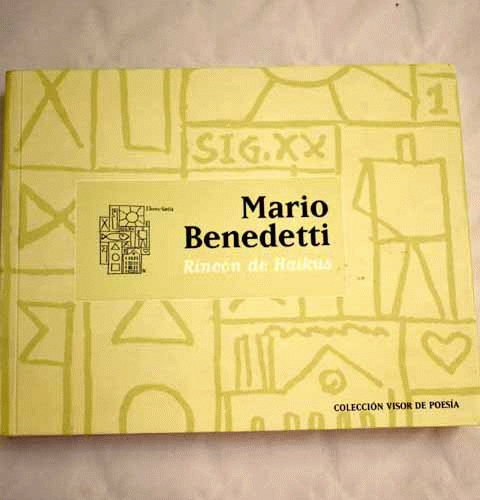 1
SIG.XX
Mario
Benedetti
Rincón de Haikus
COLECCIÓN VISOR DE POESÍA